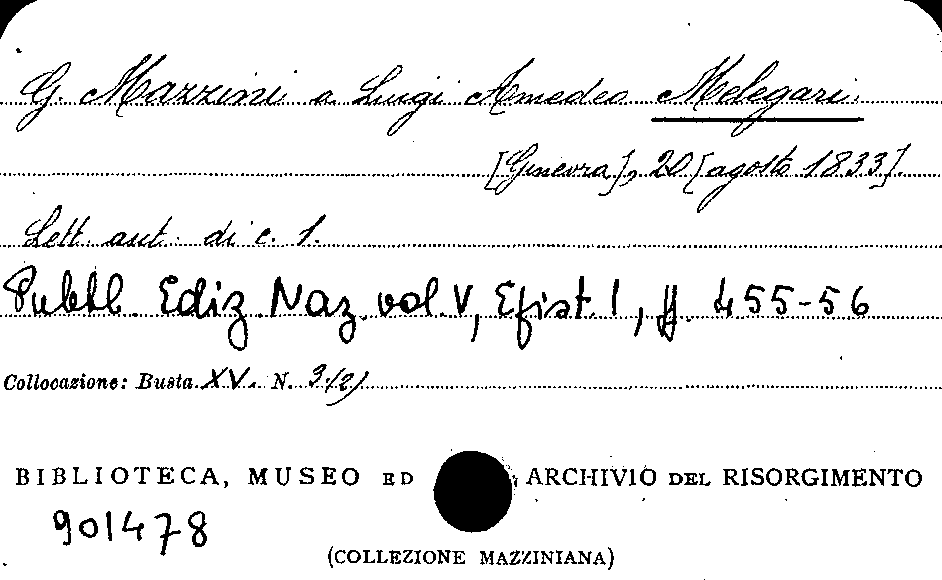 G. Mazzini a Luigi Amedeo Melegari.
[Ginevra], 20 [agosto 1833].
Lett. aut. di c. 1.
Pubbl. Ediz. Naz. vol. V, Epist. I, pp. 455-56
Collocazione: Busta XV. N. 3(2)
BIBLIOTECA, MUSEO ED ARCHIVIO DEL RISORGIMENTO
901478
(COLLEZIONE MAZZINIANA)